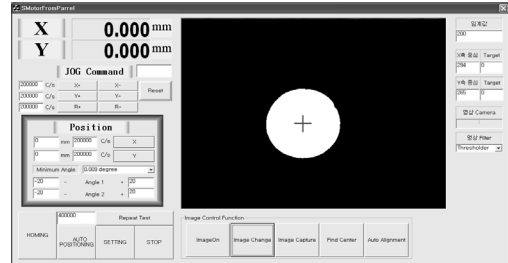 SMotorFromParrel
X 0.000 mm
Y 0.000 mm
JOG Command
200000 C/s X+ X-
200000 C/s Y+ Y-
200000 C/s R+ R-
Reset
Position
0 mm 200000 C/s X
0 mm 200000 C/s Y
Minimum Angle 0.009 degree
-20 - Angle 1 + 20
-20 - Angle 2 + 20
400000 Repeat Test
HOMING AUTO POSITIONING SETTING STOP
Image Control Function
ImageOn Image Change Image Capture Find Center Auto Alignment
임계값
200
X축 중심 Target
294 0
Y축 중심 Target
265 0
영상 Camera
영상 Filter
Thresholder